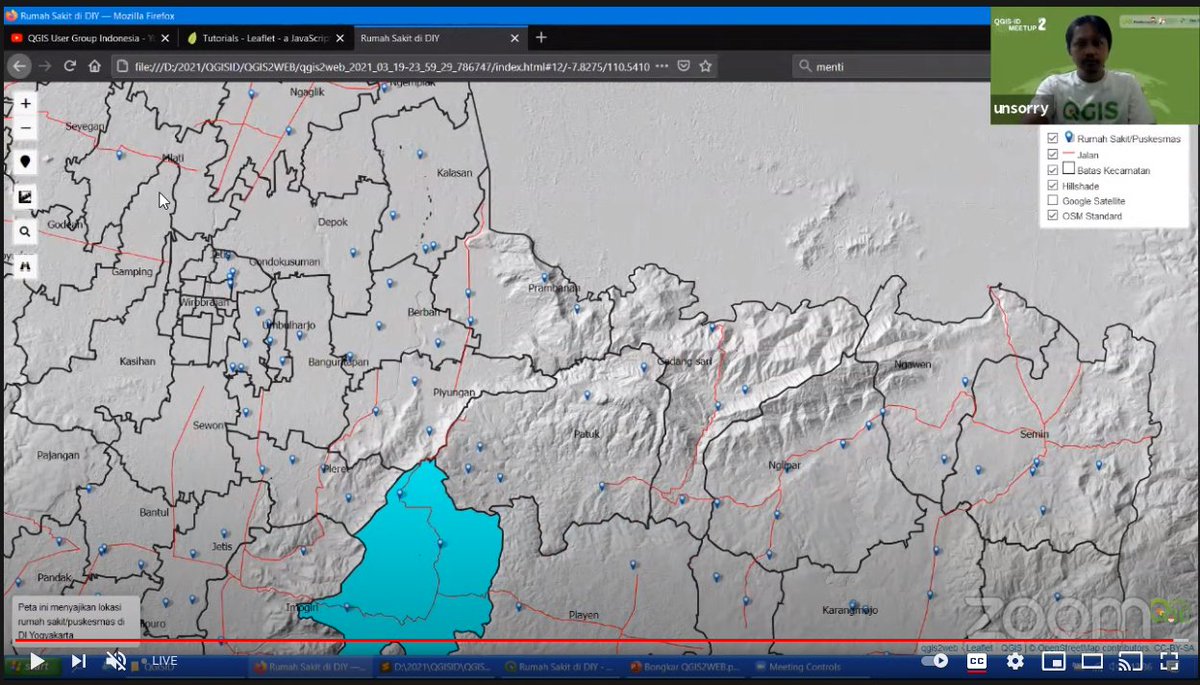 Rumah Sakit di DIY — Mozilla Firefox
QGIS User Group Indonesia - Yo
Tutorials - Leaflet - a JavaScrip
Rumah Sakit di DIY
file:///D:/2021/QGISID/QGIS2WEB/qgis2web_2021_03_19-23_59_29_786747/index.html#12/-7.8275/110.5410
menti
QGIS-ID
MEETUP 2
QGIS
unsorry
Rumah Sakit/Puskesmas
Jalan
Batas Kecamatan
Hillshade
Google Satellite
OSM Standard
Ngaglik
Ngemplak
Seyegan
Mlati
Kalasan
Godean
Depok
Jetis
Gondokusuman
Gamping
Prambanan
Wirobrajan
Berbah
Umbulharjo
Kasihan
Banguntapan
Gedang sari
Ngawen
Piyungan
Sewon
Patuk
Semin
Pajangan
Pleret
Nglipar
Bantul
Jetis
Pandak
Imogiri
Playen
Karangmojo
Peta ini menyajikan lokasi
rumah sakit/puskesmas di
DI Yogyakarta
zoom
qgis2web · Leaflet · QGIS | © OpenStreetMap contributors, CC-BY-SA
LIVE
QGISID
Rumah Sakit di DIY —...
D:\2021\QGISID\QGIS...
Rumah Sakit di DIY - ...
Bongkar QGIS2WEB.p...
Meeting Controls
CC